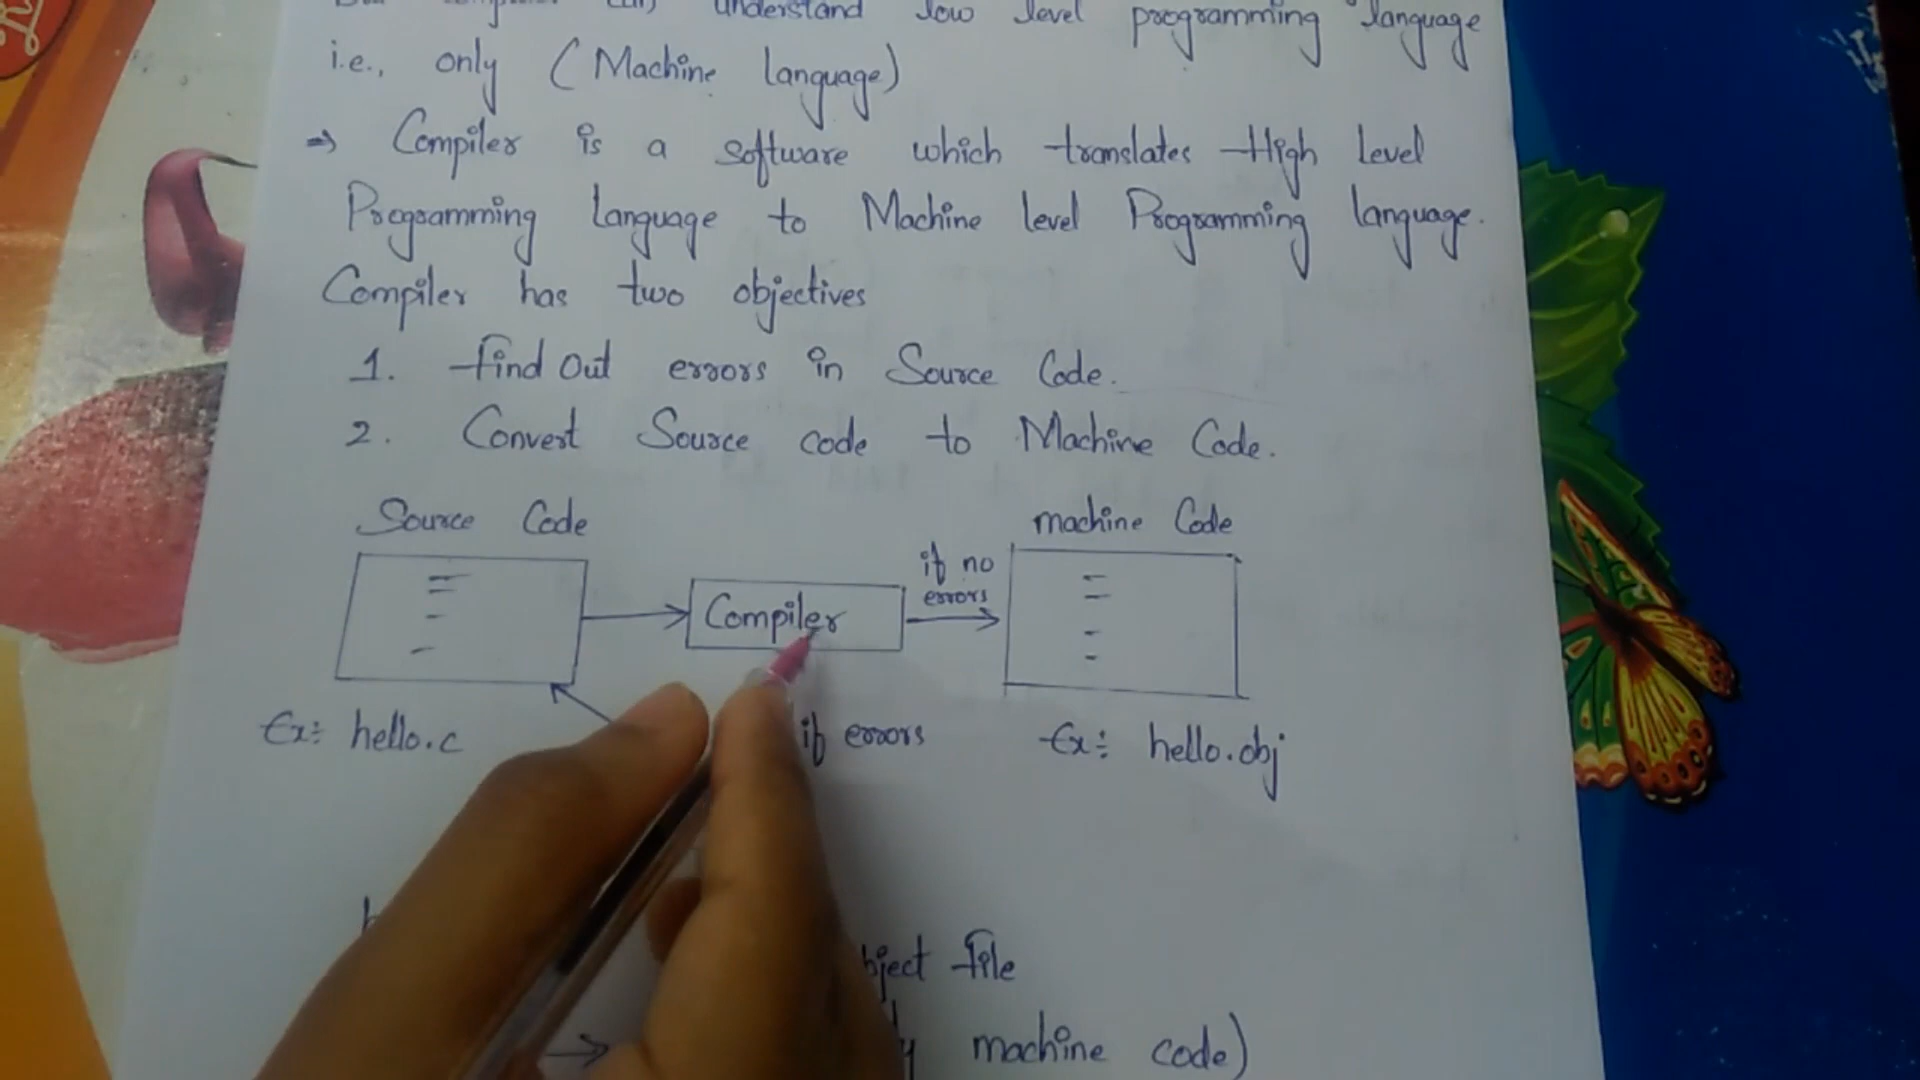 understand low level programming language
i.e., only (Machine language)
⇒ Compiler is a software which translates High level
Programming language to Machine level Programming language.
Compiler has two objectives
1. Find Out errors in Source Code.
2. Convert Source code to Machine Code.
Source Code
machine Code
Compiler
if no
errors
Ex: hello.c
if errors
Ex: hello.obj
file
machine code)